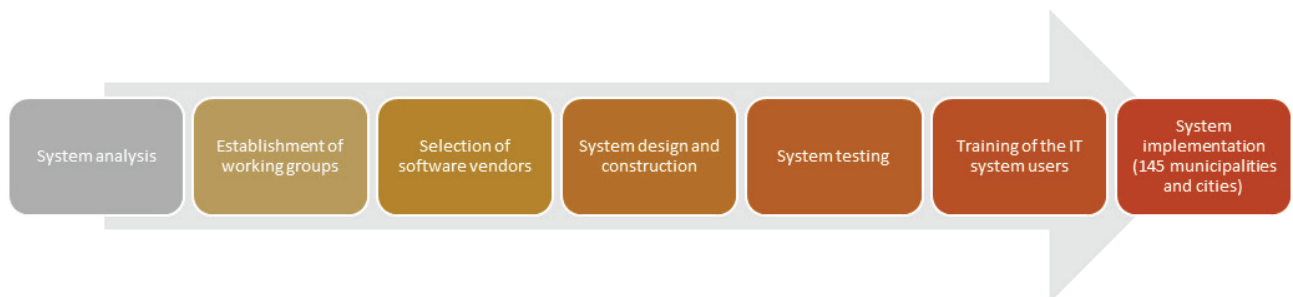 System analysis
Establishment of
working groups
Selection of
software vendors
System design and
construction
System testing
Training of the IT
system users
System
implementation
(145 municipalities
and cities)